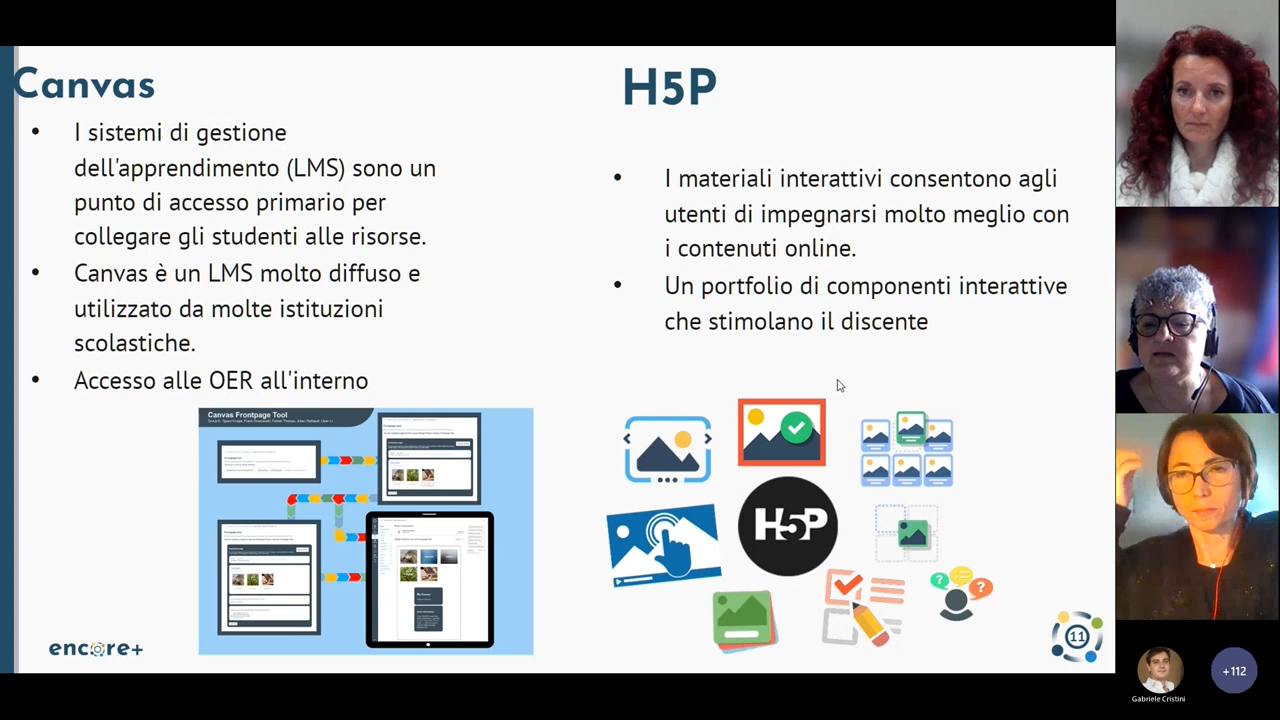 Canvas
• I sistemi di gestione
dell'apprendimento (LMS) sono un
punto di accesso primario per
collegare gli studenti alle risorse.
• Canvas è un LMS molto diffuso e
utilizzato da molte istituzioni
scolastiche.
• Accesso alle OER all'interno
Canvas Frontpage Tool
encore+
H5P
• I materiali interattivi consentono agli
utenti di impegnarsi molto meglio con
i contenuti online.
• Un portfolio di componenti interattive
che stimolano il discente
H5P
11
Gabriele Cristini
+112